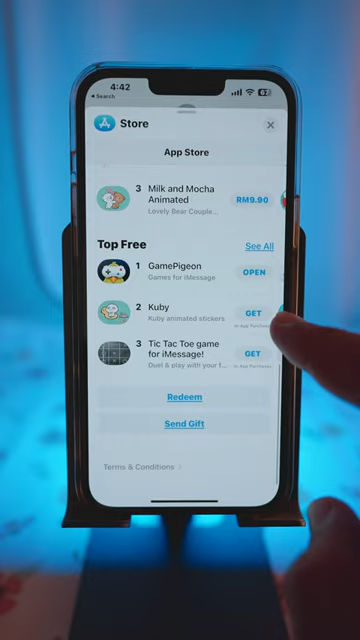 4:42
67
◂ Search
Store
App Store
3 Milk and Mocha
Animated
Lovely Bear Couple...
RM9.90
Top Free
See All
1 GamePigeon
Games for iMessage
OPEN
2 Kuby
Kuby animated stickers
GET
In-App Purchases
3 Tic Tac Toe game
for iMessage!
Duel & play with your f...
GET
In-App Purchases
Redeem
Send Gift
Terms & Conditions >